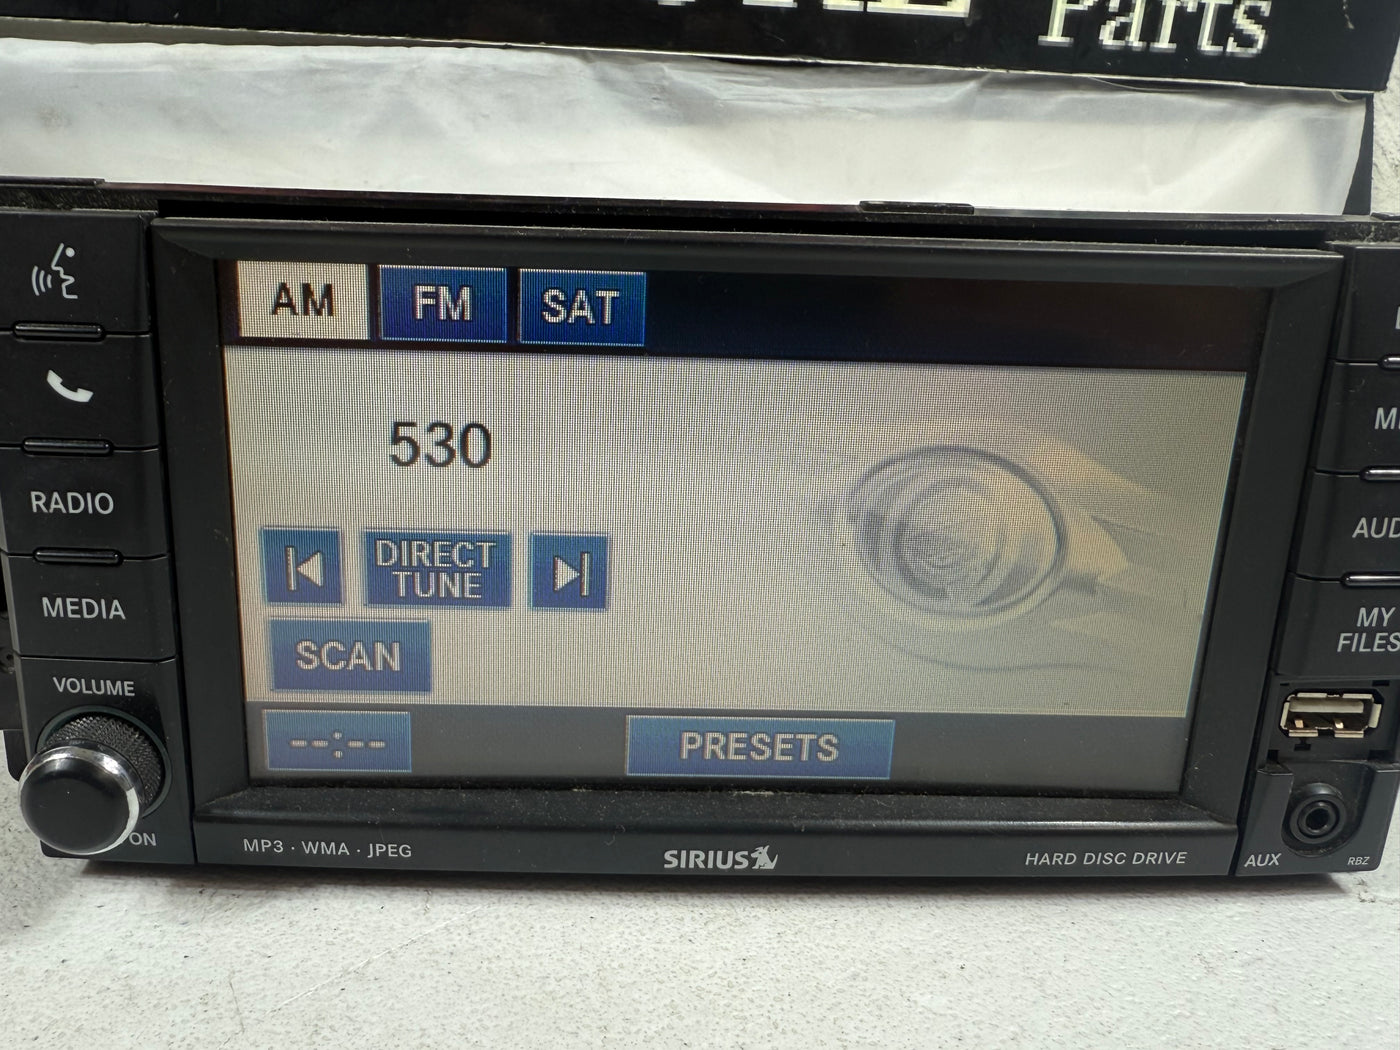 Parts
AM
FM
SAT
530
DIRECT
TUNE
SCAN
--:--
PRESETS
RADIO
MEDIA
VOLUME
ON
MY
FILES
MP3 · WMA · JPEG
SIRIUS
HARD DISC DRIVE
AUX
RBZ